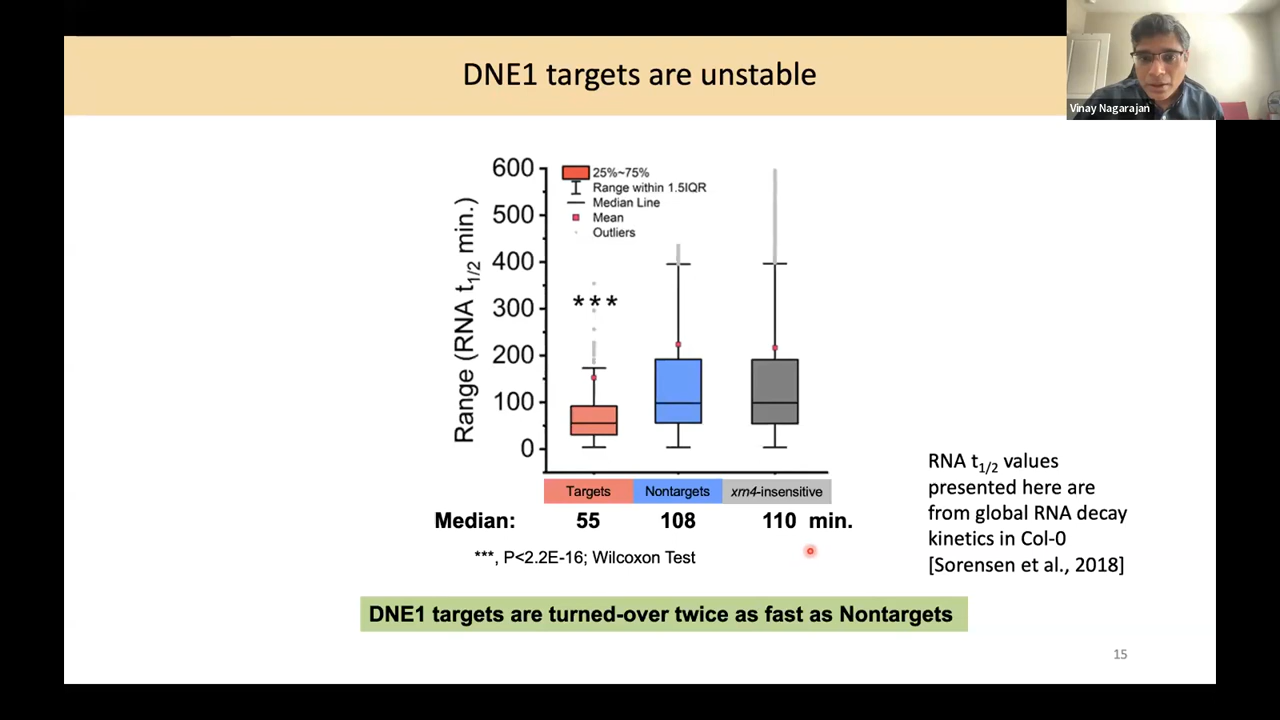 DNE1 targets are unstable
Vinay Nagarajan
Range (RNA t1/2 min.)
600
500
400
300
200
100
0
25%~75%
Range within 1.5IQR
Median Line
Mean
Outliers
***
Targets Nontargets xrn4-insensitive
Median: 55 108 110 min.
***, P<2.2E-16; Wilcoxon Test
RNA t1/2 values
presented here are
from global RNA decay
kinetics in Col-0
[Sorensen et al., 2018]
DNE1 targets are turned-over twice as fast as Nontargets
15